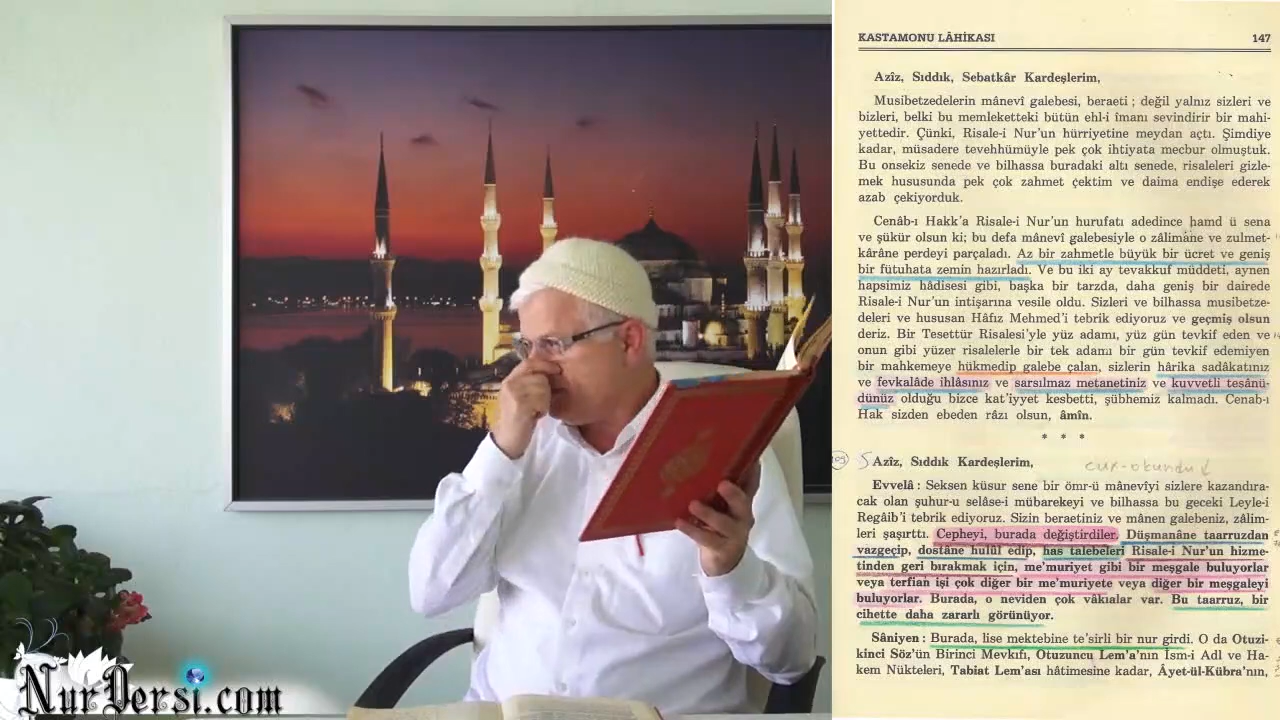 KASTAMONU LÂHİKASI 147
Azîz, Sıddık, Sebatkâr Kardeşlerim,
Musibetzedelerin mânevî galebesi, beraeti ; değil yalnız sizleri ve
bizleri, belki bu memleketteki bütün ehl-i îmanı sevindirir bir mahi-
yettedir. Çünki, Risale-i Nur'un hürriyetine meydan açtı. Şimdiye
kadar, müsadere tevehhümüyle pek çok ihtiyata mecbur olmuştuk.
Bu onsekiz senede ve bilhassa buradaki altı senede, risaleleri gizle-
mek hususunda pek çok zahmet çektim ve daima endişe ederek
azab çekiyorduk.
Cenâb-ı Hakk'a Risale-i Nur'un hurufatı adedince hamd ü sena
ve şükür olsun ki; bu defa mânevî galebesiyle o zâlimâne ve zulmet-
kârâne perdeyi parçaladı. Az bir zahmetle büyük bir ücret ve geniş
bir fütuhata zemin hazırladı. Ve bu iki ay tevakkuf müddeti, aynen
hapsimiz hâdisesi gibi, başka bir tarzda, daha geniş bir dairede
Risale-i Nur'un intişarına vesile oldu. Sizleri ve bilhassa musibetze-
deleri ve hususan Hâfız Mehmed'i tebrik ediyoruz ve geçmiş olsun
deriz. Bir Tesettür Risalesi'yle yüz adamı, yüz gün tevkif eden ve
onun gibi yüzer risalelerle bir tek adamı bir gün tevkif edemiyen
bir mahkemeye hükmedip galebe çalan, sizlerin hârika sadâkatınız
ve fevkalâde ihlâsınız ve sarsılmaz metanetiniz ve kuvvetli tesânü-
dünüz olduğu bizce kat'iyyet kesbetti, şübhemiz kalmadı. Cenab-ı
Hak sizden ebeden râzı olsun, âmîn.
* * *
Azîz, Sıddık Kardeşlerim, cux-okundu
Evvelâ : Seksen küsur sene bir ömr-ü mânevîyi sizlere kazandıra-
cak olan şuhur-u selâse-i mübarekeyi ve bilhassa bu geceki Leyle-i
Regâib'i tebrik ediyoruz. Sizin beraetiniz ve mânen galebeniz, zâlim-
leri şaşırttı. Cepheyi, burada değiştirdiler. Düşmanâne taarruzdan
vazgeçip, dostâne hulûl edip, has talebeleri Risale-i Nur'un hizme-
tinden geri bırakmak için, me'muriyet gibi bir meşgale buluyorlar
veya terfian işi çok diğer bir me'muriyete veya diğer bir meşgaleyi
buluyorlar. Burada, o neviden çok vâkıalar var. Bu taarruz, bir
cihette daha zararlı görünüyor.
Sâniyen : Burada, lise mektebine te'sirli bir nur girdi. O da Otuzi-
kinci Söz'ün Birinci Mevkıfı, Otuzuncu Lem'a'nın İsm-i Adl ve Ha-
kem Nükteleri, Tabiat Lem'ası hâtimesine kadar, Âyet-ül-Kübra'nın,
NurDersi.com